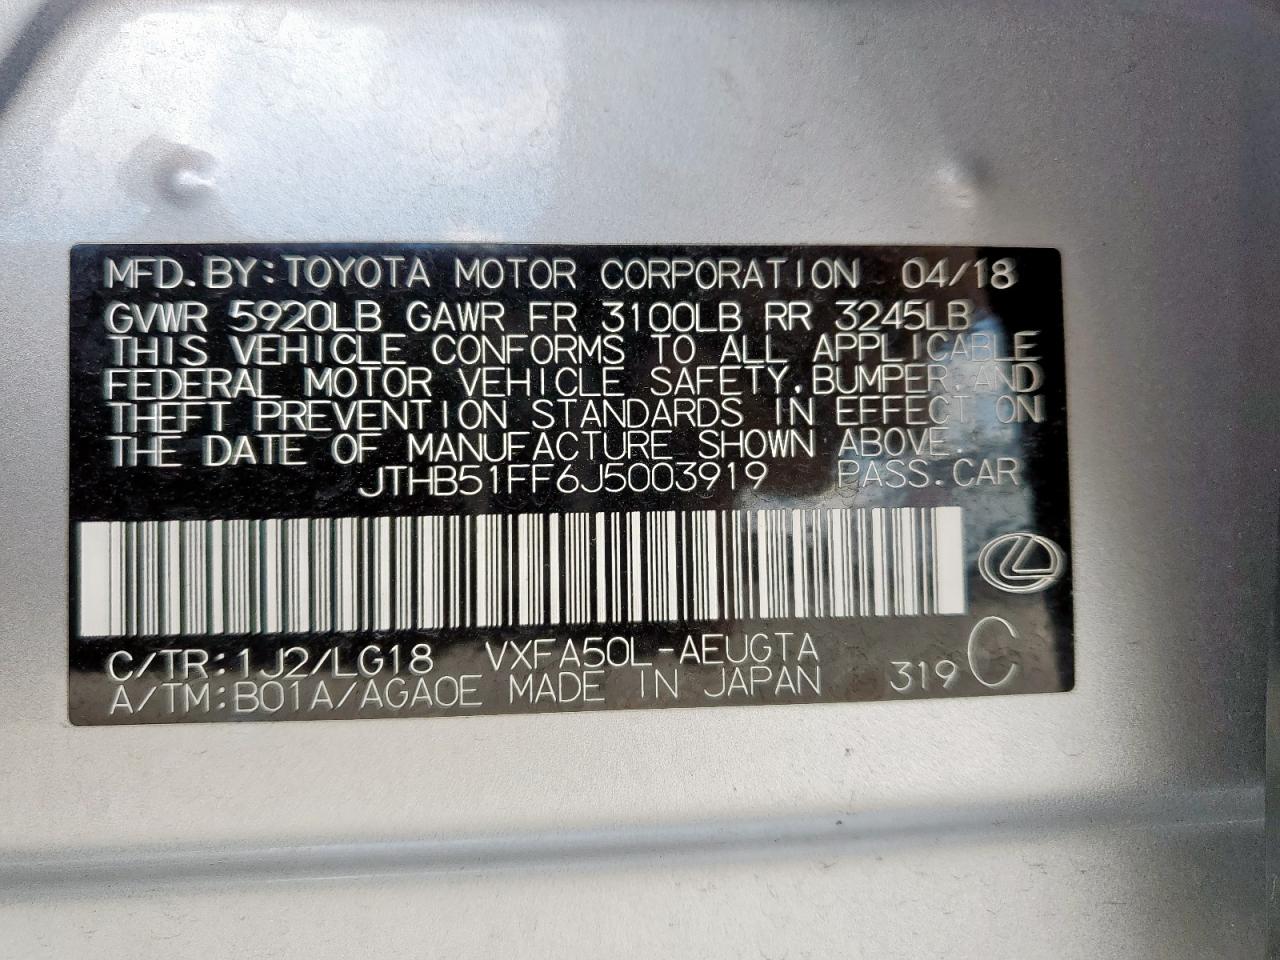 MFD.BY:TOYOTA MOTOR CORPORATION 04/18
GVWR 5920LB GAWR FR 3100LB RR 3245LB
THIS VEHICLE CONFORMS TO ALL APPLICABLE
FEDERAL MOTOR VEHICLE SAFETY,BUMPER,AND
THEFT PREVENTION STANDARDS IN EFFECT ON
THE DATE OF MANUFACTURE SHOWN ABOVE.
JTHB51FF6J5003919 PASS.CAR
C/TR:1J2/LG18 VXFA50L-AEUGTA
A/TM:B01A/AGA0E MADE IN JAPAN 319 C